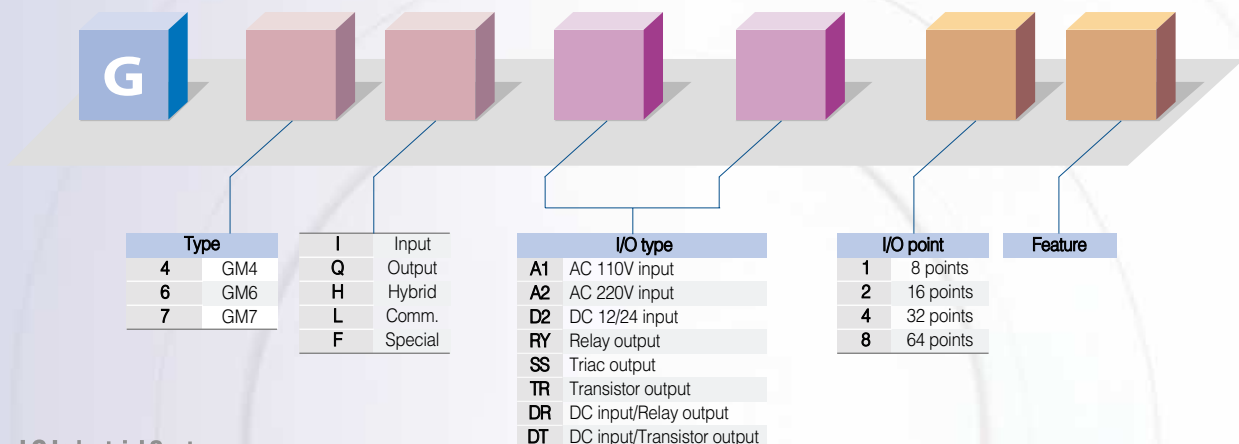 G
Type
4 GM4
6 GM6
7 GM7
I Input
Q Output
H Hybrid
L Comm.
F Special
I/O type
A1 AC 110V input
A2 AC 220V input
D2 DC 12/24 input
RY Relay output
SS Triac output
TR Transistor output
DR DC input/Relay output
DT DC input/Transistor output
I/O point
1 8 points
2 16 points
4 32 points
8 64 points
Feature